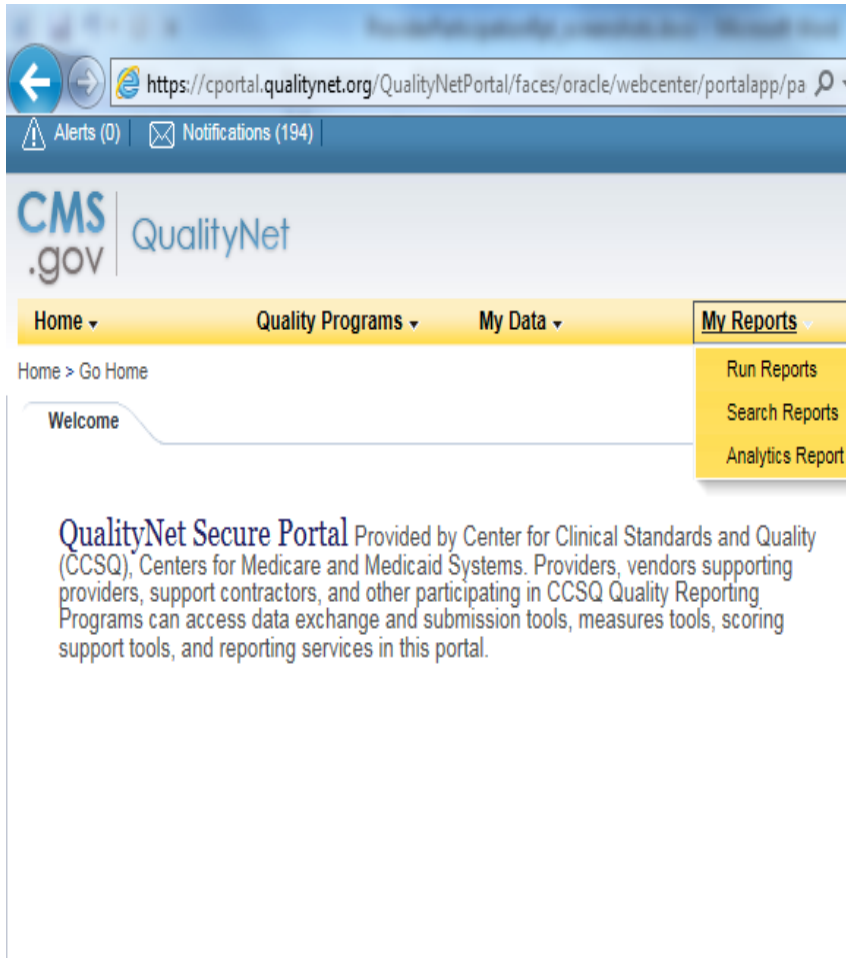 https://cportal.qualitynet.org/QualityNetPortal/faces/oracle/webcenter/portalapp/pa
Alerts (0) Notifications (194)
CMS
.gov
QualityNet
Home Quality Programs My Data My Reports
Home > Go Home
Run Reports
Search Reports
Analytics Report
Welcome
QualityNet Secure Portal Provided by Center for Clinical Standards and Quality
(CCSQ), Centers for Medicare and Medicaid Systems. Providers, vendors supporting
providers, support contractors, and other participating in CCSQ Quality Reporting
Programs can access data exchange and submission tools, measures tools, scoring
support tools, and reporting services in this portal.